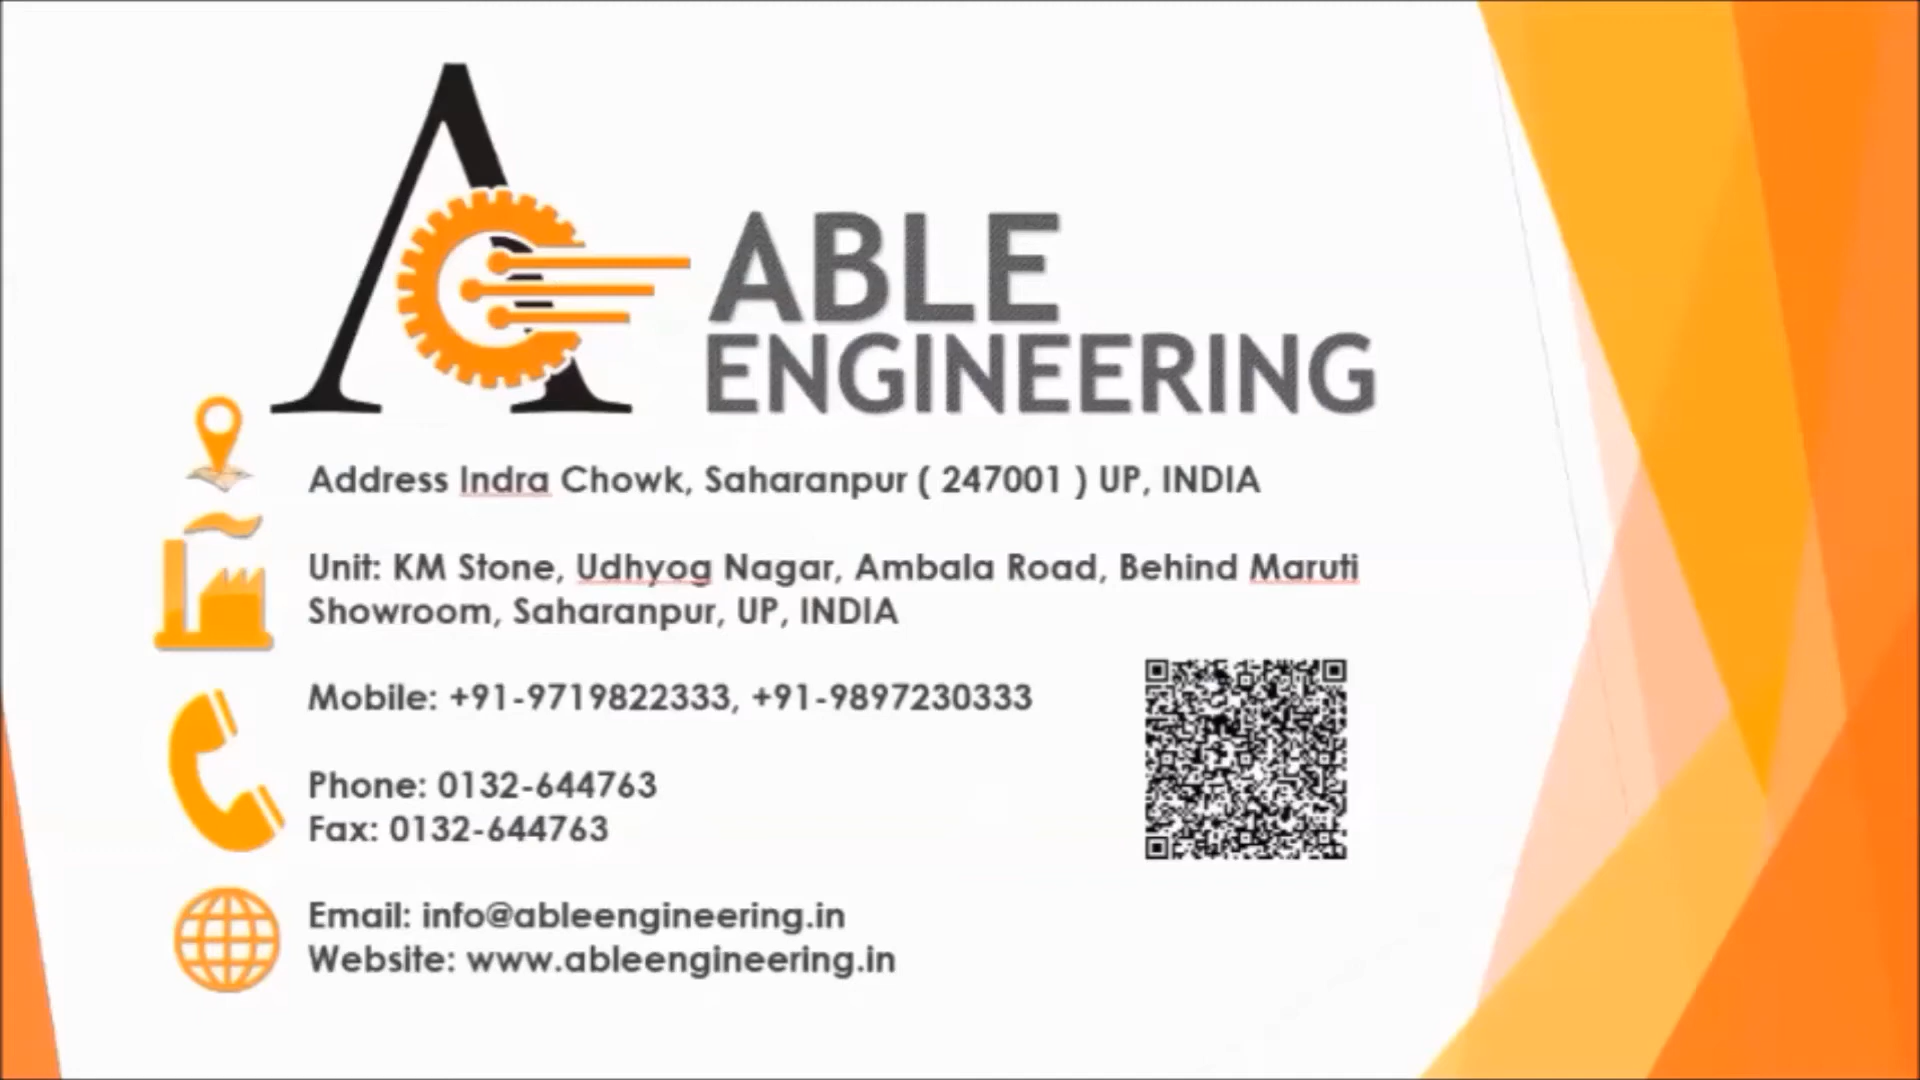 ABLE
ENGINEERING
Address Indra Chowk, Saharanpur ( 247001 ) UP, INDIA
Unit: KM Stone, Udhyog Nagar, Ambala Road, Behind Maruti
Showroom, Saharanpur, UP, INDIA
Mobile: +91-9719822333, +91-9897230333
Phone: 0132-644763
Fax: 0132-644763
Email: info@ableengineering.in
Website: www.ableengineering.in